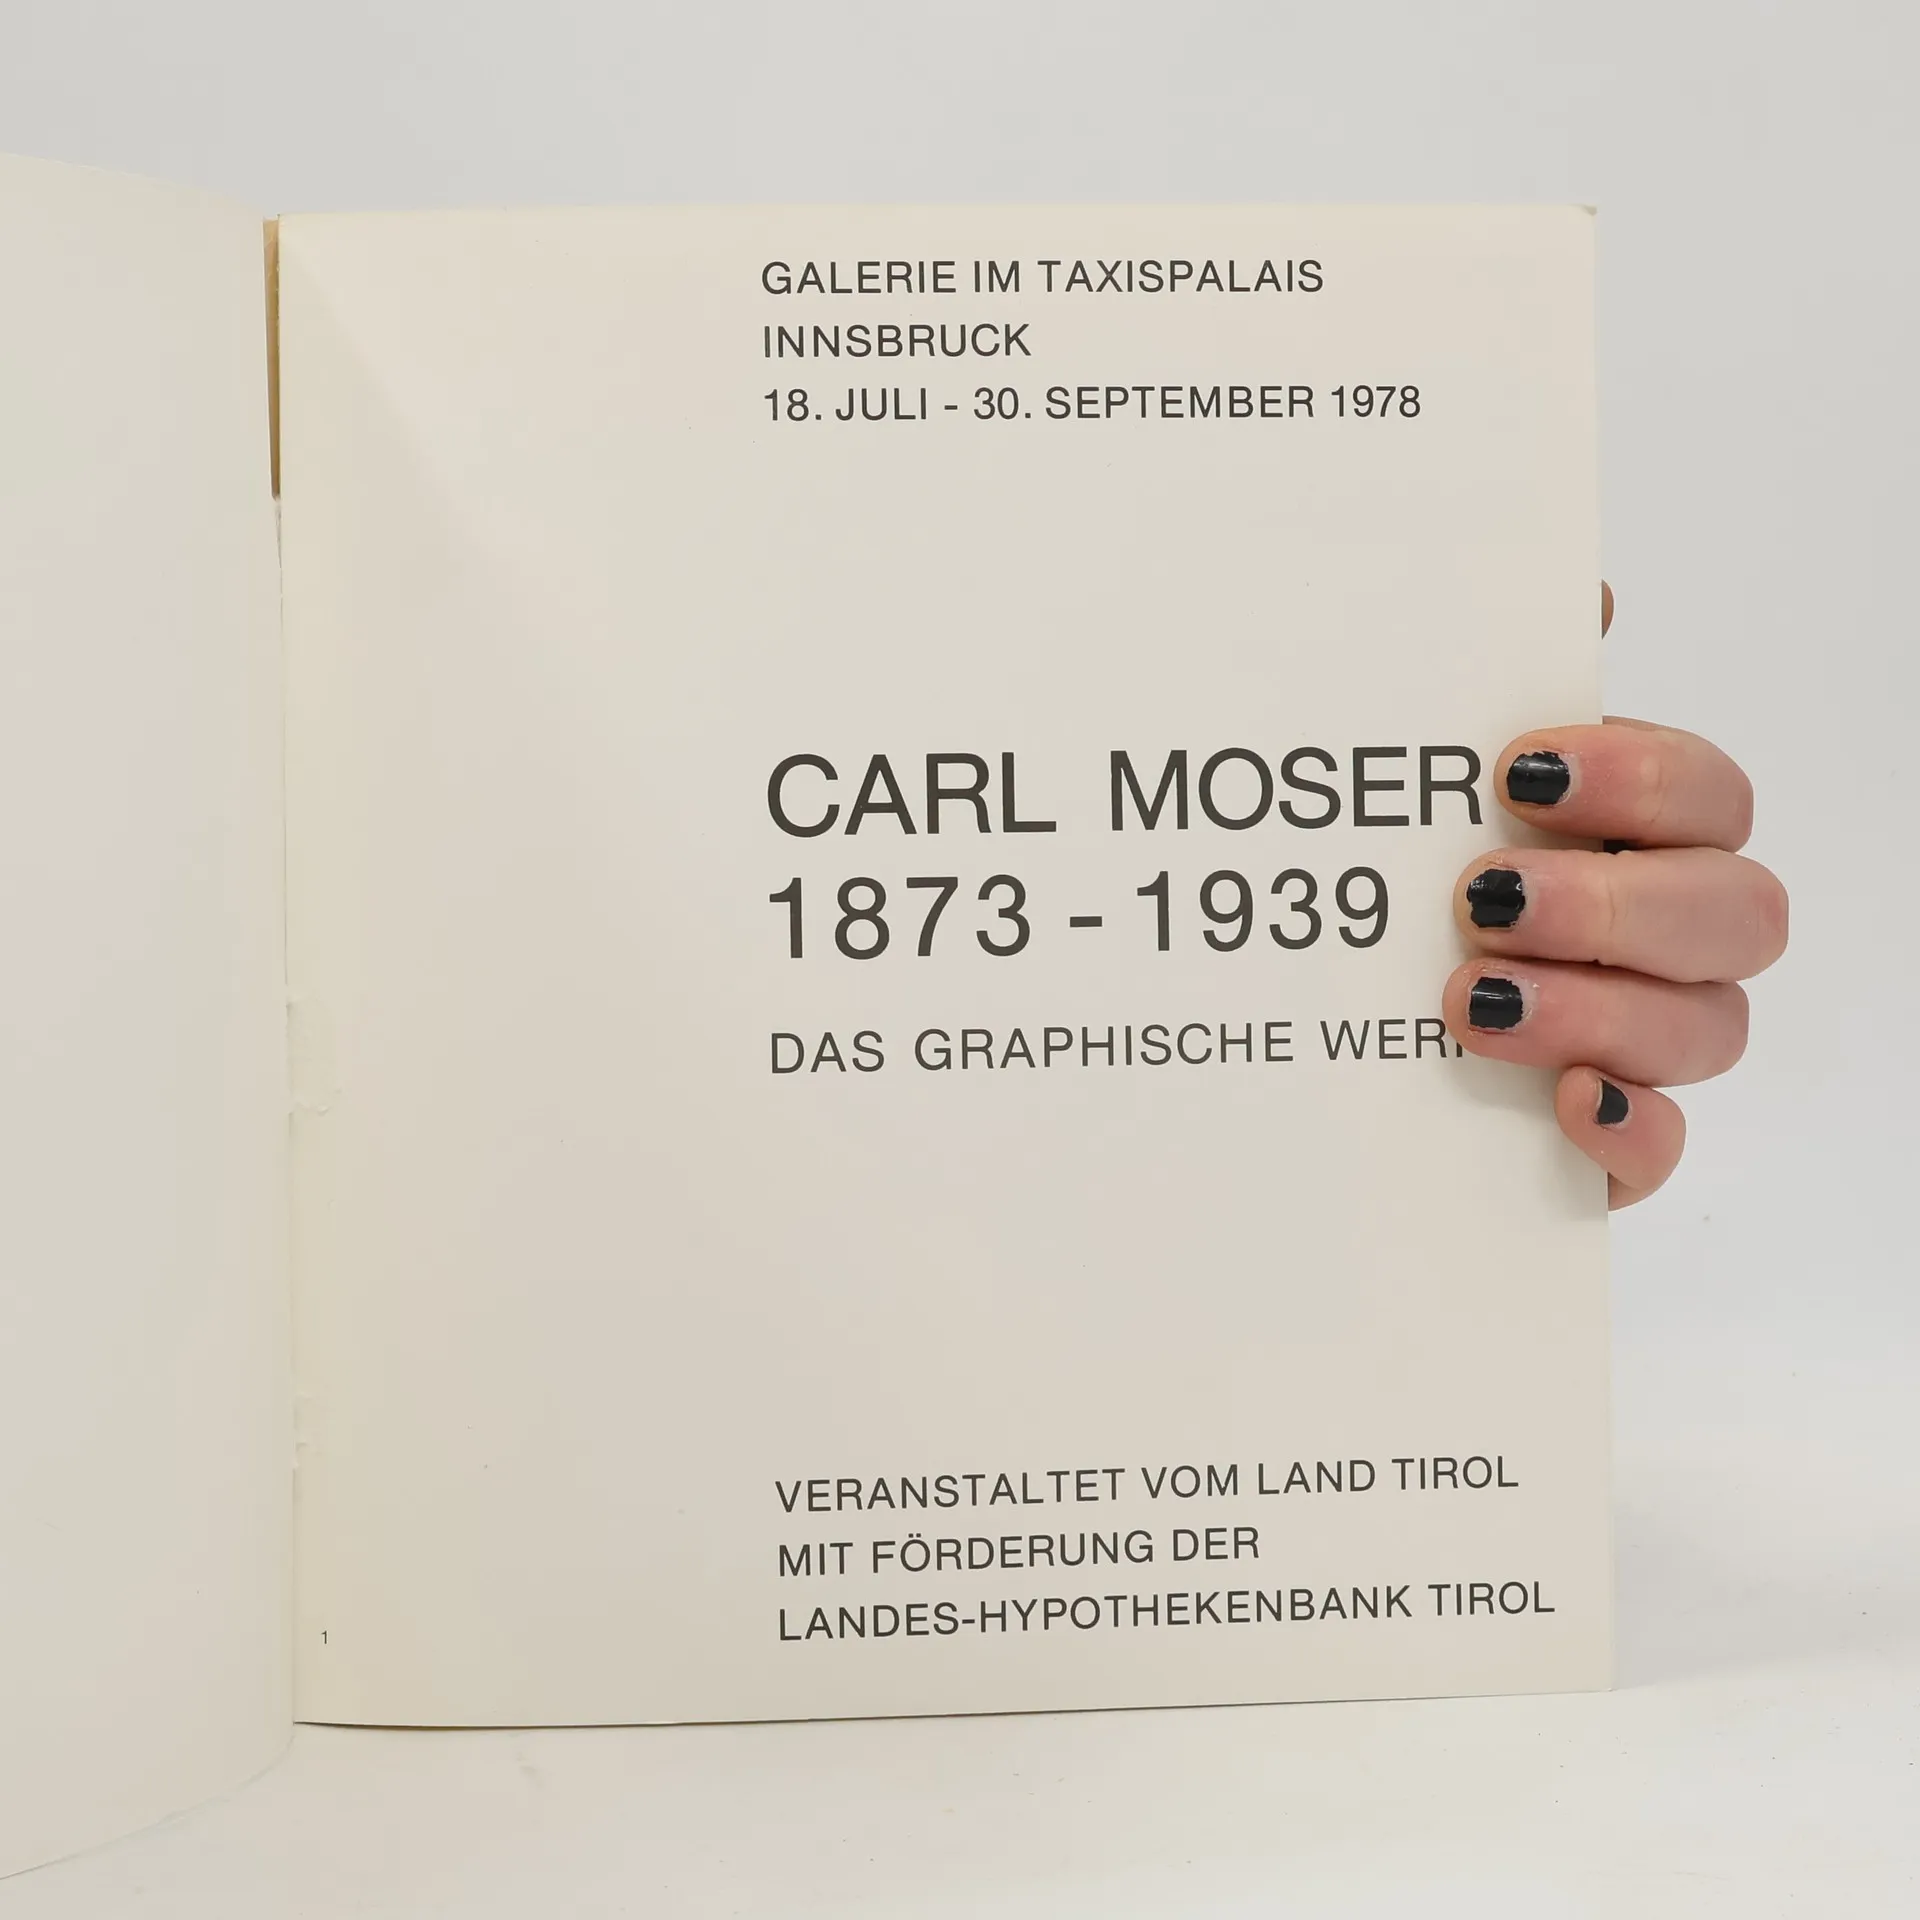 GALERIE IM TAXISPALAIS
INNSBRUCK
18. JULI - 30. SEPTEMBER 1978
CARL MOSER
1873 - 1939
DAS GRAPHISCHE
VERANSTALTET VOM LAND TIROL
MIT FÖRDERUNG DER
LANDES-HYPOTHEKENBANK TIROL
1